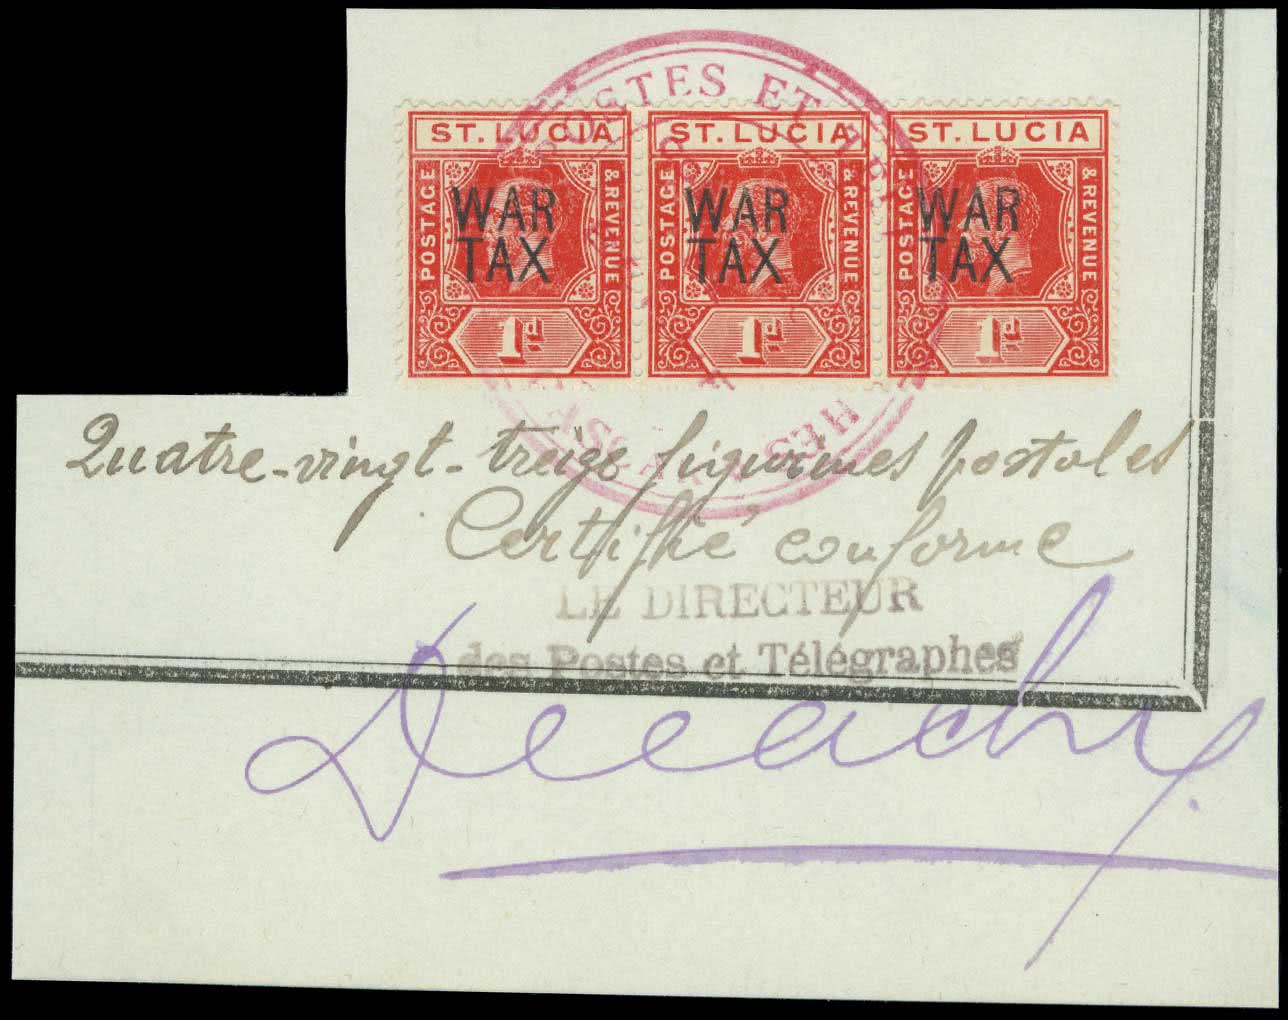 POSTES ET TEL
ST. LUCIA ST. LUCIA ST. LUCIA
POSTAGE & REVENUE POSTAGE & REVENUE POSTAGE & REVENUE
WAR WAR WAR
TAX TAX TAX
1d 1d 1d
Quatre-vingt-treize figurines postales
Certifié conforme
LE DIRECTEUR
des Postes et Télégraphes